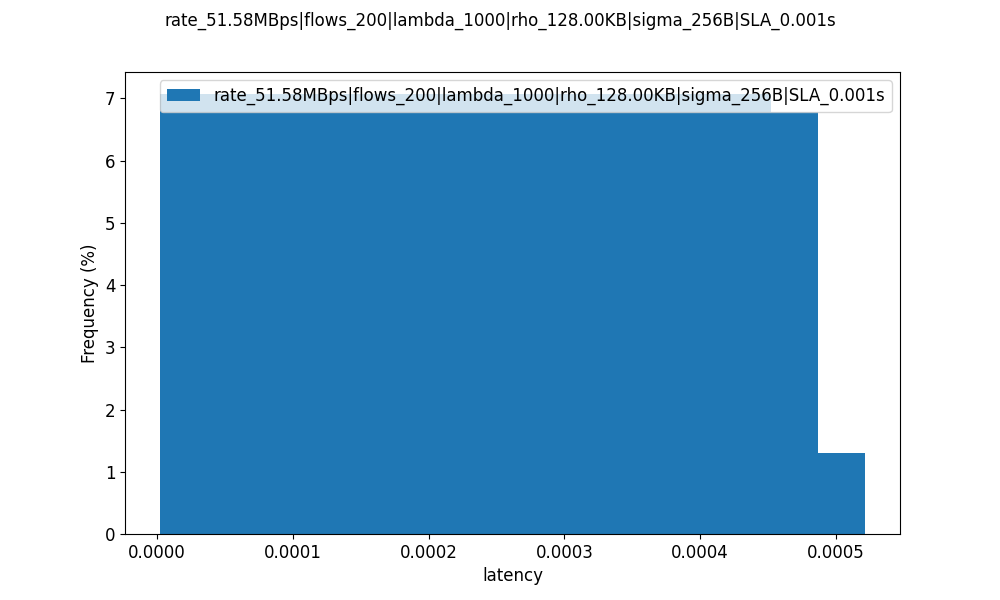 rate_51.58MBps|flows_200|lambda_1000|rho_128.00KB|sigma_256B|SLA_0.001s
rate_51.58MBps|flows_200|lambda_1000|rho_128.00KB|sigma_256B|SLA_0.001s
7
6
5
4
3
2
1
0
Frequency (%)
0.0000 0.0001 0.0002 0.0003 0.0004 0.0005
latency